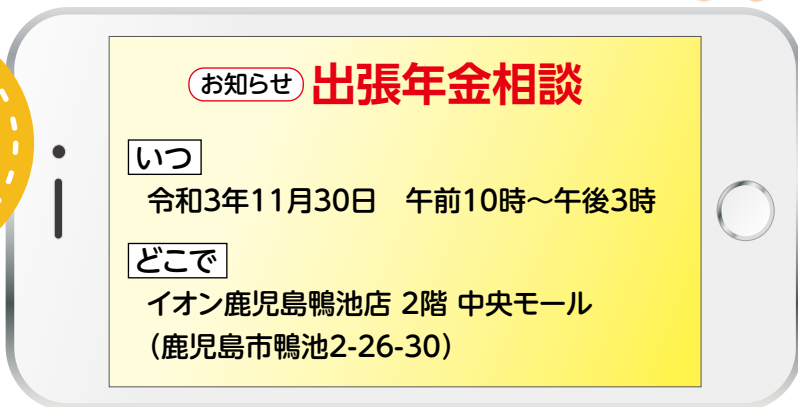 お知らせ 出張年金相談
いつ
令和3年11月30日　午前10時～午後3時
どこで
イオン鹿児島鴨池店 2階 中央モール
（鹿児島市鴨池2-26-30）